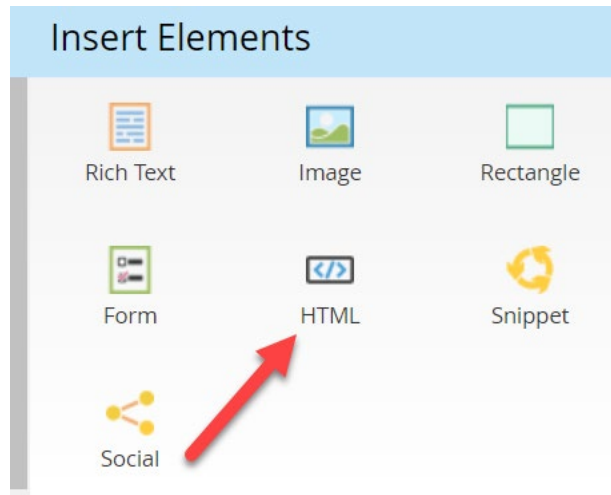 Insert Elements
Rich Text
Image
Rectangle
Form
HTML
Snippet
Social